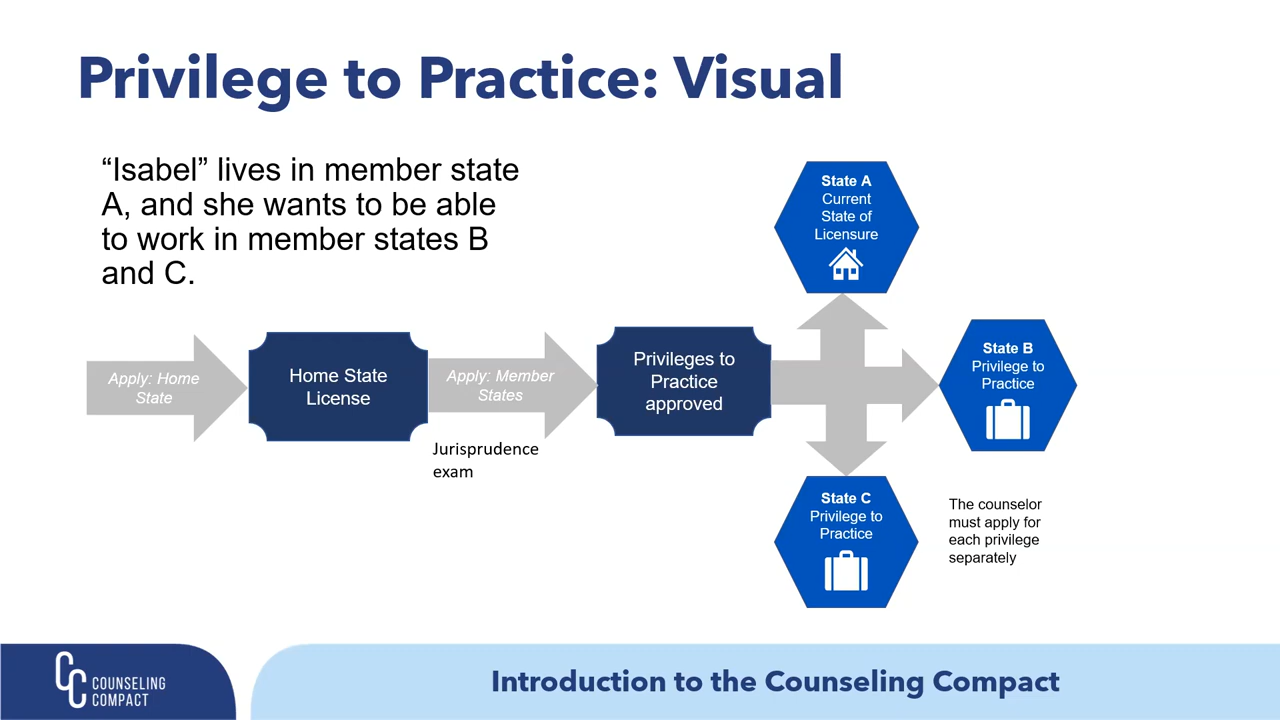 Privilege to Practice: Visual
“Isabel” lives in member state
A, and she wants to be able
to work in member states B
and C.
Apply: Home
State
Home State
License
Apply: Member
States
Jurisprudence
exam
Privileges to
Practice
approved
State A
Current
State of
Licensure
State B
Privilege to
Practice
State C
Privilege to
Practice
The counselor
must apply for
each privilege
separately
CC COUNSELING
COMPACT
Introduction to the Counseling Compact